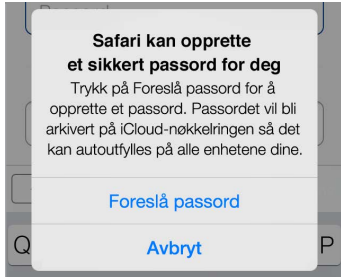 Password
Safari kan opprette
et sikkert passord for deg
Trykk på Foreslå passord for å
opprette et passord. Passordet vil bli
arkivert på iCloud-nøkkelringen så det
kan autoutfylles på alle enhetene dine.
Foreslå passord
Avbryt
Q P